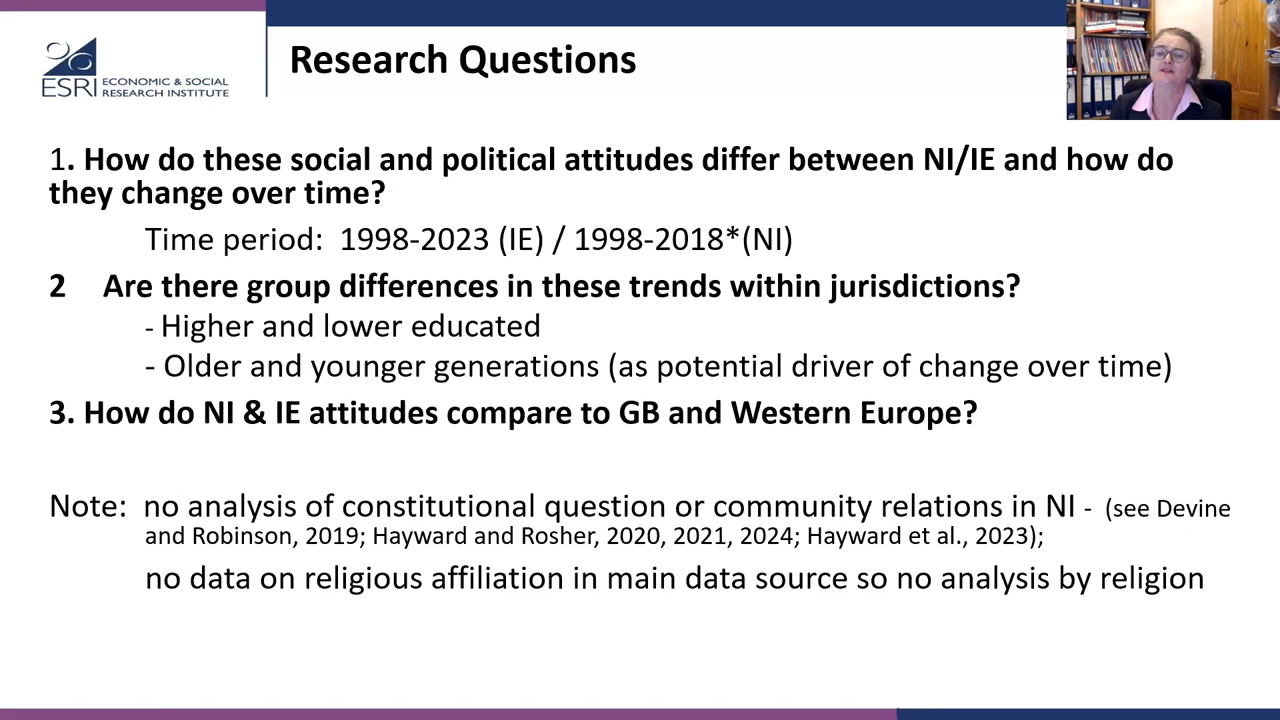 ESRI ECONOMIC & SOCIAL
RESEARCH INSTITUTE
Research Questions
1. How do these social and political attitudes differ between NI/IE and how do
they change over time?
Time period: 1998-2023 (IE) / 1998-2018*(NI)
2 Are there group differences in these trends within jurisdictions?
- Higher and lower educated
- Older and younger generations (as potential driver of change over time)
3. How do NI & IE attitudes compare to GB and Western Europe?
Note: no analysis of constitutional question or community relations in NI - (see Devine
and Robinson, 2019; Hayward and Rosher, 2020, 2021, 2024; Hayward et al., 2023);
no data on religious affiliation in main data source so no analysis by religion